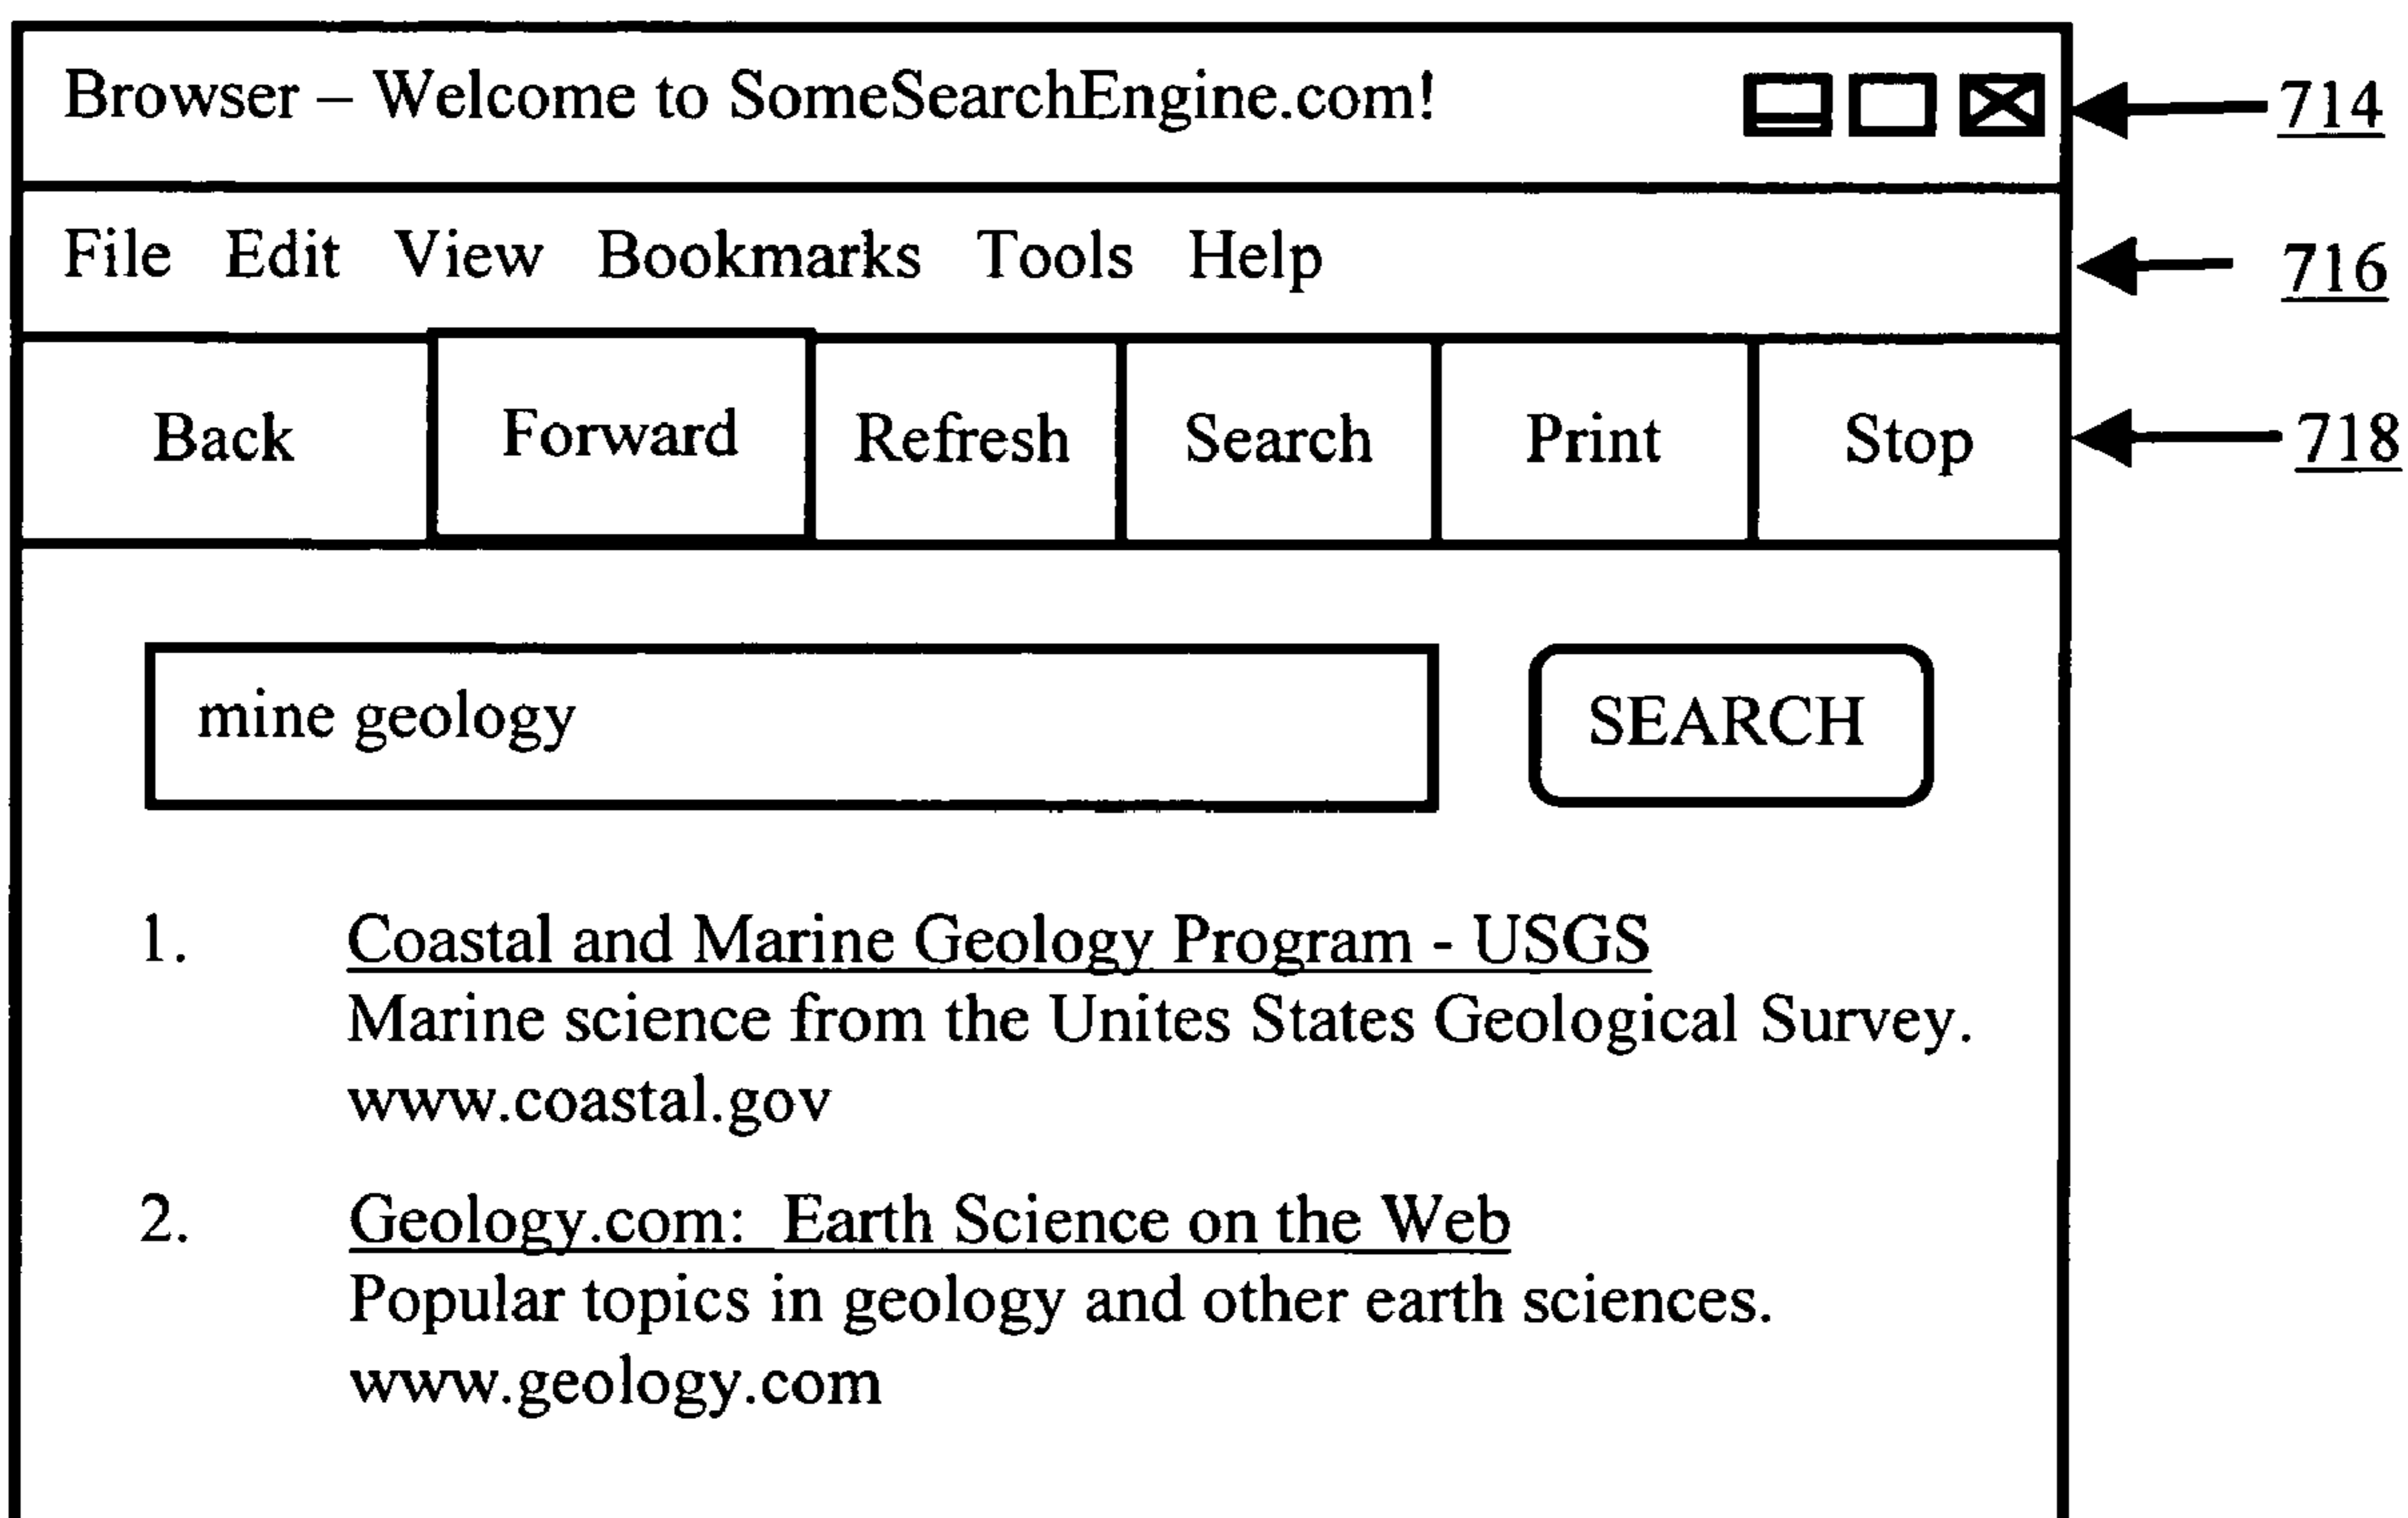 Browser – Welcome to SomeSearchEngine.com! 714
File Edit View Bookmarks Tools Help 716
Back Forward Refresh Search Print Stop 718
mine geology SEARCH
1. Coastal and Marine Geology Program - USGS
Marine science from the Unites States Geological Survey.
www.coastal.gov
2. Geology.com: Earth Science on the Web
Popular topics in geology and other earth sciences.
www.geology.com